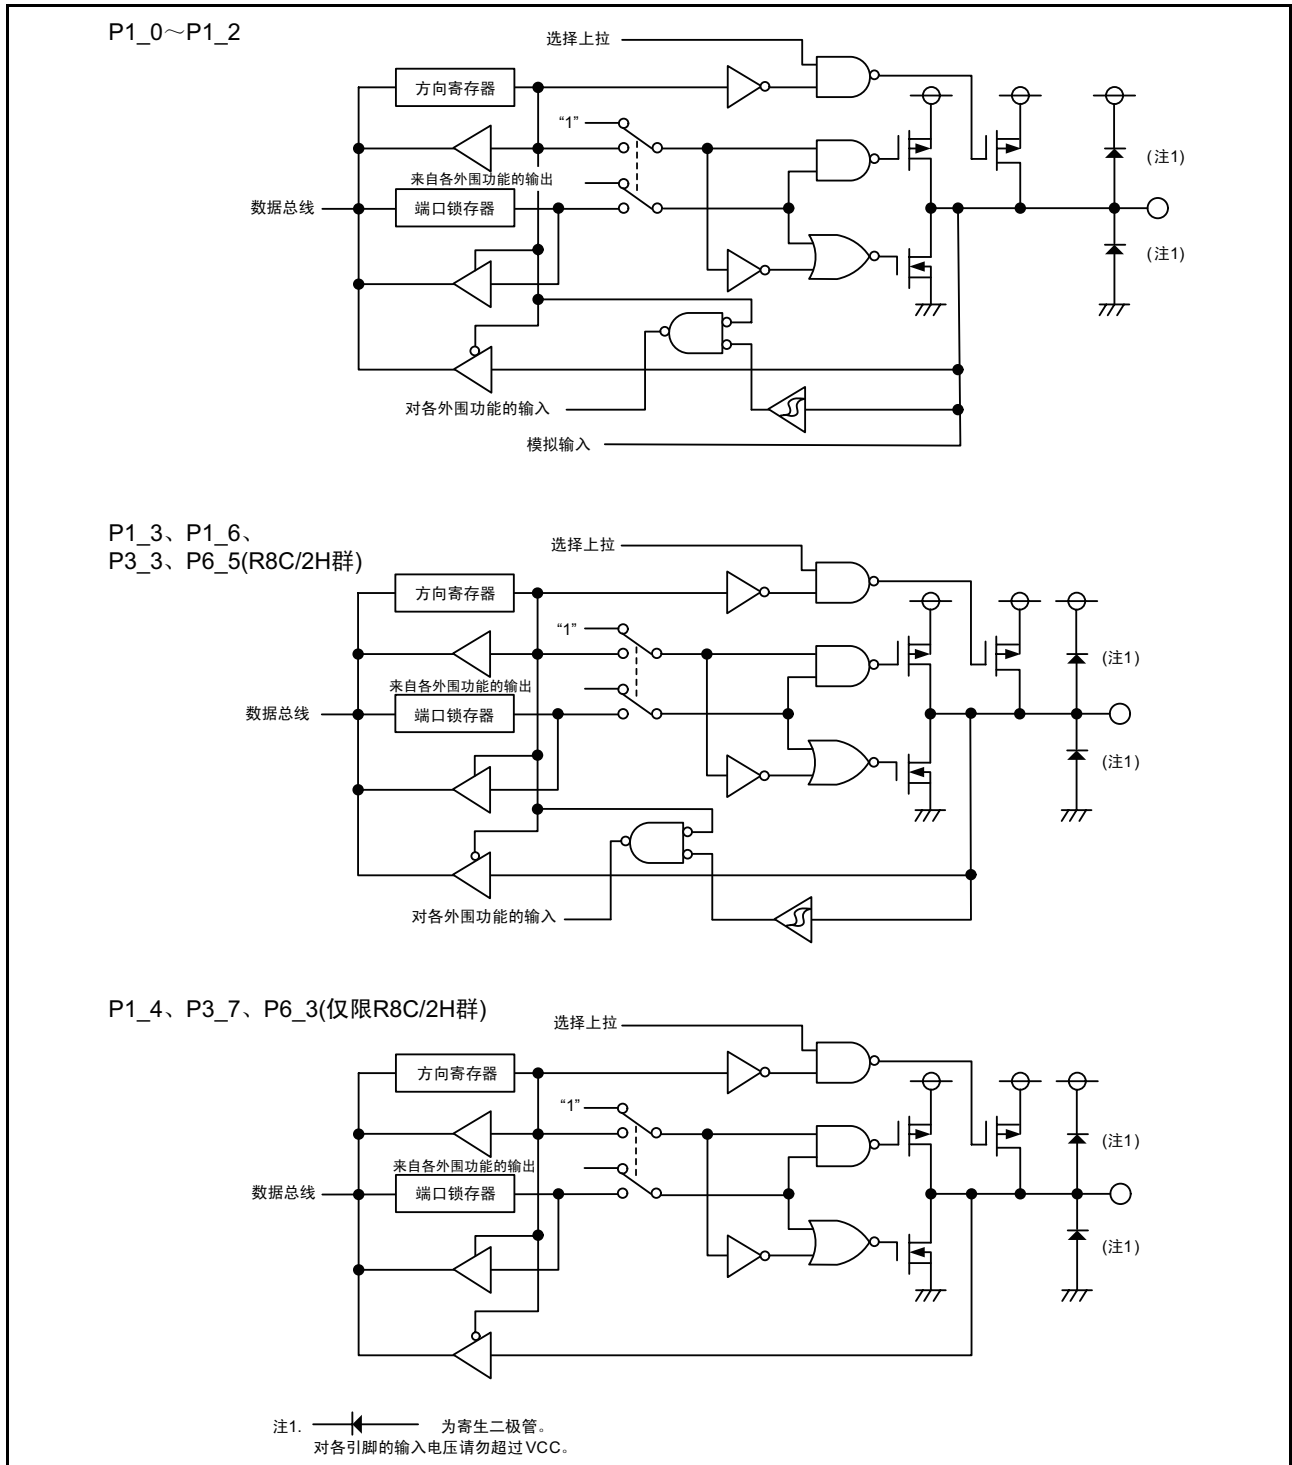 P1_0～P1_2
选择上拉
方向寄存器
“1”
(注1)
来自各外围功能的输出
数据总线
端口锁存器
(注1)
对各外围功能的输入
模拟输入
P1_3、P1_6、
P3_3、P6_5(R8C/2H群)
选择上拉
方向寄存器
“1”
(注1)
来自各外围功能的输出
数据总线
端口锁存器
(注1)
对各外围功能的输入
P1_4、P3_7、P6_3(仅限R8C/2H群)
选择上拉
方向寄存器
“1”
(注1)
来自各外围功能的输出
数据总线
端口锁存器
(注1)
注1. 为寄生二极管。
对各引脚的输入电压请勿超过VCC。